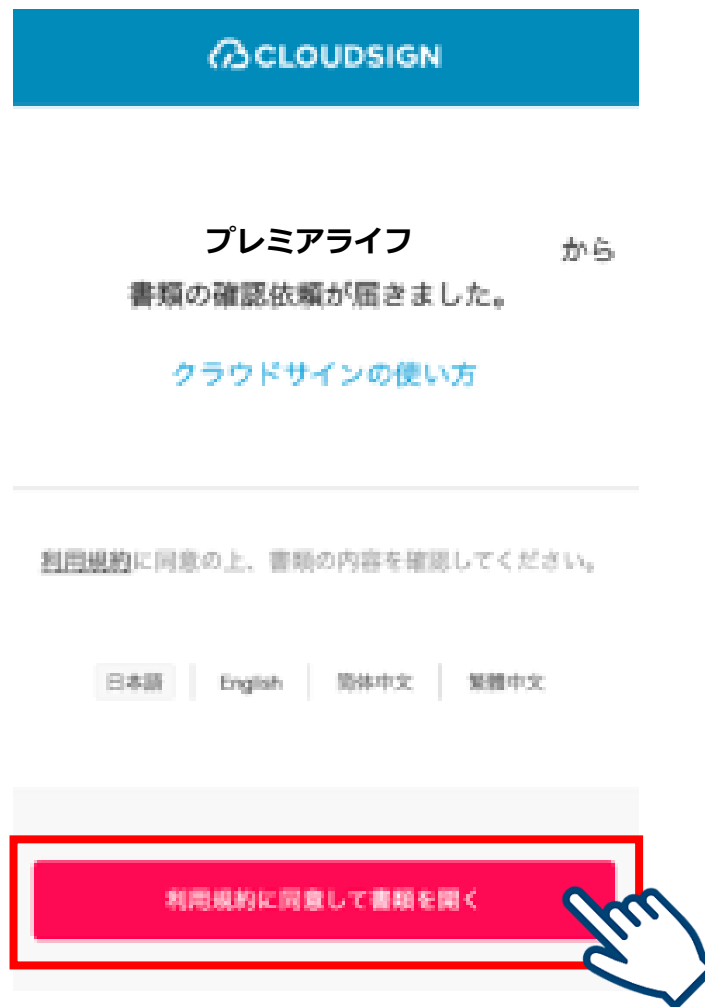 CLOUDSIGN
プレミアライフ から
書類の確認依頼が届きました。
クラウドサインの使い方
利用規約に同意の上、書類の内容を確認してください。
日本語 English 简体中文 繁體中文
利用規約に同意して書類を開く